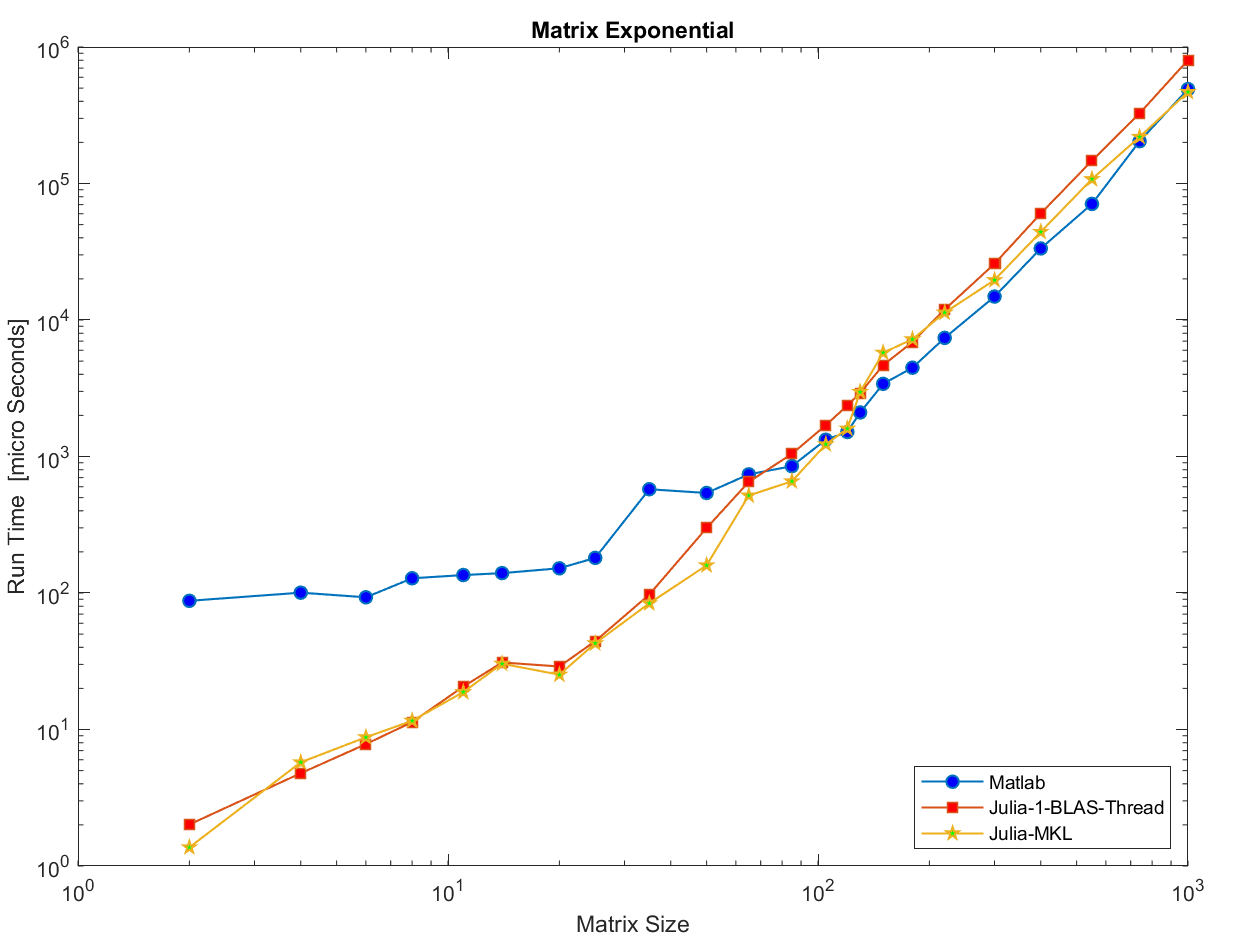 Matrix Exponential
10^6
10^5
10^4
10^3
10^2
10^1
10^0
Run Time [micro Seconds]
10^0 10^1 10^2 10^3
Matrix Size
Matlab
Julia-1-BLAS-Thread
Julia-MKL